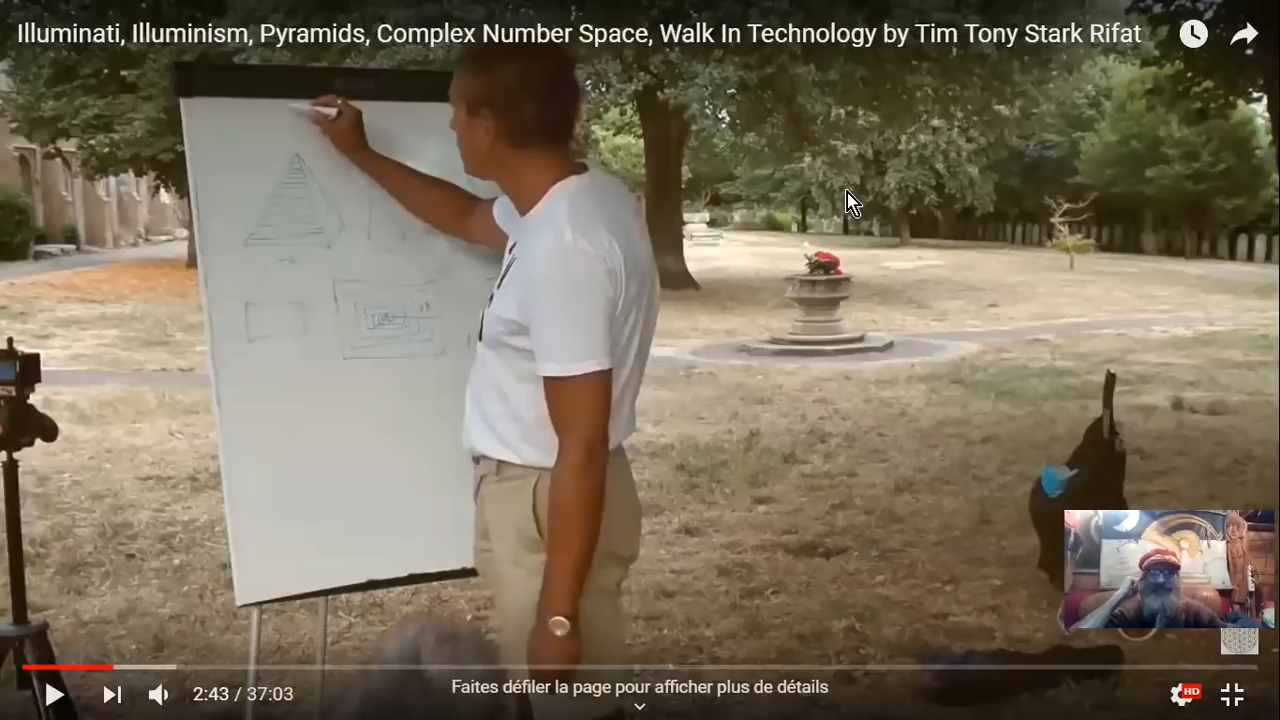 Illuminati, Illuminism, Pyramids, Complex Number Space, Walk In Technology by Tim Tony Stark Rifat
2:43 / 37:03
Faites défiler la page pour afficher plus de détails
HD